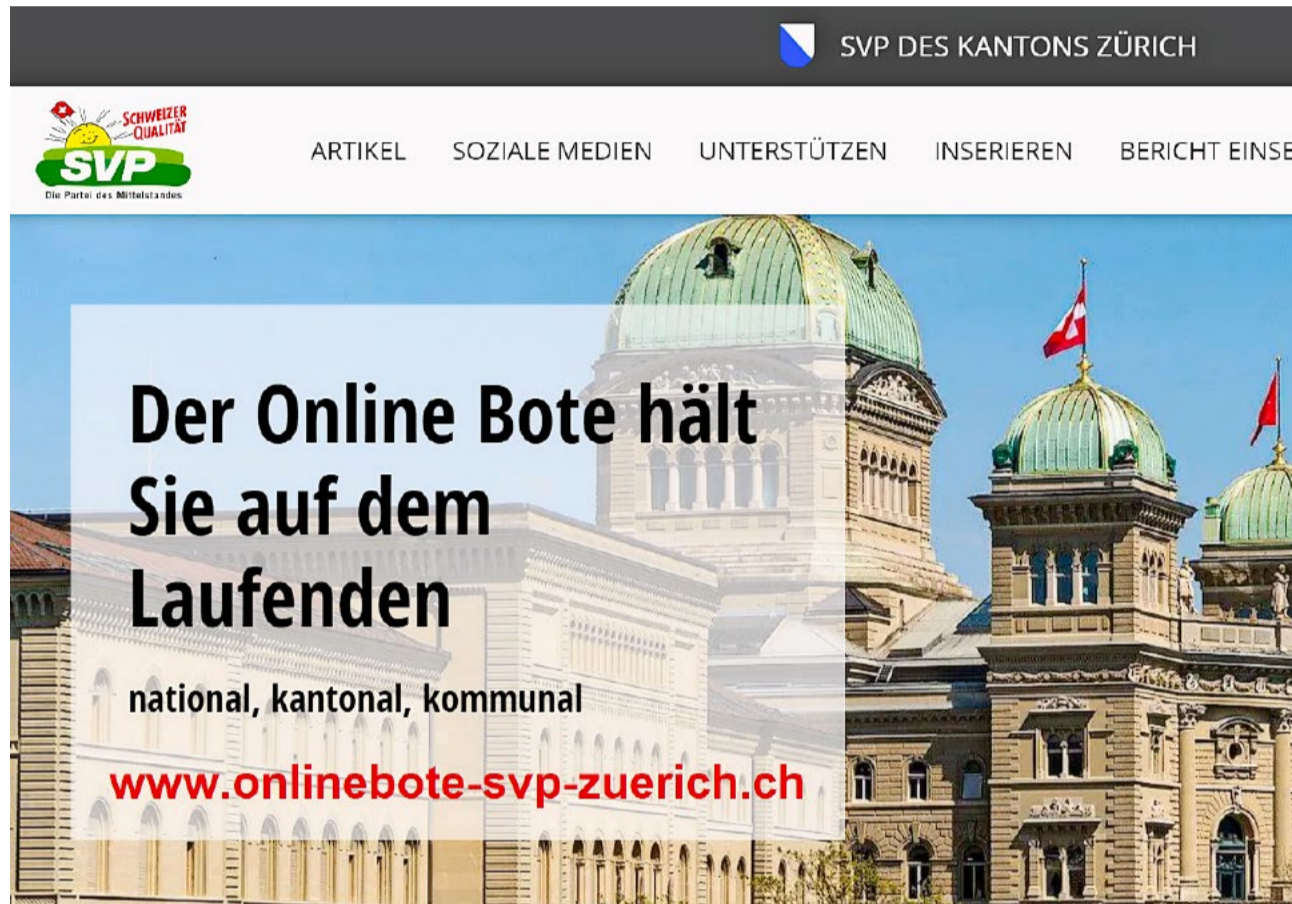 SVP DES KANTONS ZÜRICH
SCHWEIZER
QUALITÄT
SVP
Die Partei des Mittelstandes
ARTIKEL SOZIALE MEDIEN UNTERSTÜTZEN INSERIEREN BERICHT EINSE
Der Online Bote hält
Sie auf dem
Laufenden
national, kantonal, kommunal
www.onlinebote-svp-zuerich.ch